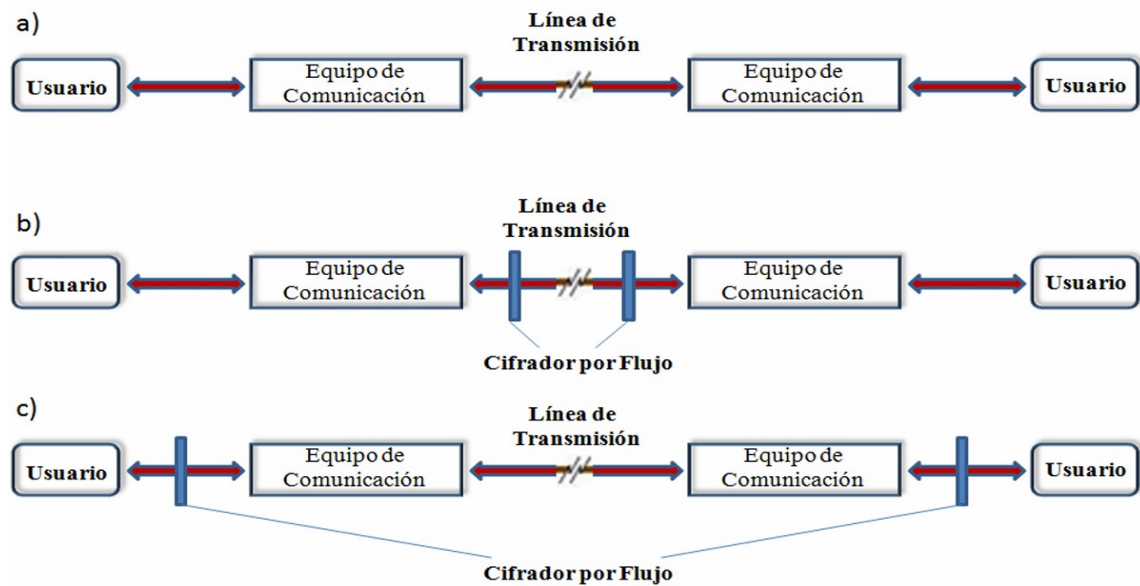 a)
Línea de
Transmisión
Usuario
Equipo de
Comunicación
Equipo de
Comunicación
Usuario
b)
Línea de
Transmisión
Usuario
Equipo de
Comunicación
Equipo de
Comunicación
Usuario
Cifrador por Flujo
c)
Línea de
Transmisión
Usuario
Equipo de
Comunicación
Equipo de
Comunicación
Usuario
Cifrador por Flujo